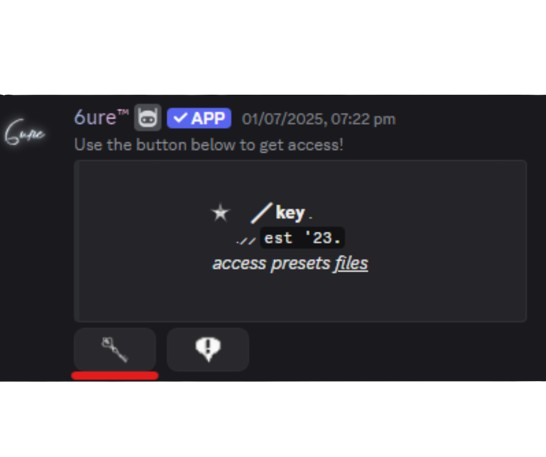 6ure™ APP 01/07/2025, 07:22 pm
6ure
Use the button below to get access!
/ key .
.// est '23.
access presets files